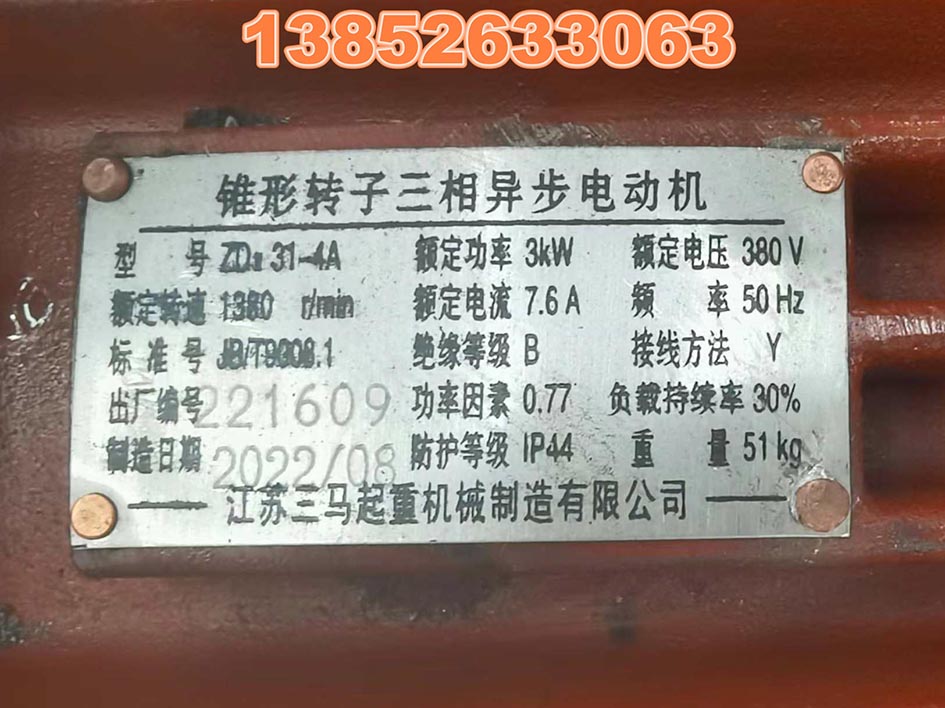 13852633063
锥形转子三相异步电动机
型号 ZD₁ 31-4A 额定功率 3kW 额定电压 380 V
额定转速 1380 r/min 额定电流 7.6 A 频率 50 Hz
标准号 JB/T9008.1 绝缘等级 B 接线方法 Y
出厂编号 221609 功率因素 0.77 负载持续率 30%
制造日期 2022/08 防护等级 IP44 重量 51 kg
江苏三马起重机械制造有限公司